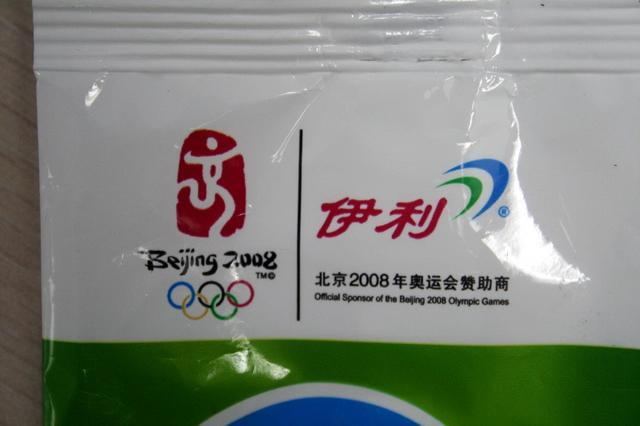 Beijing 2008
TM©
伊利®
北京2008年奥运会赞助商
Official Sponsor of the Beijing 2008 Olympic Games